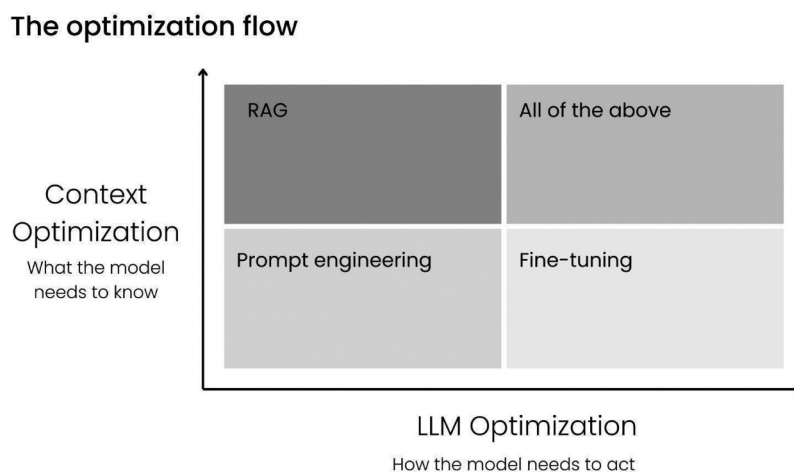 The optimization flow
RAG
All of the above
Context
Optimization
What the model
needs to know
Prompt engineering
Fine-tuning
LLM Optimization
How the model needs to act